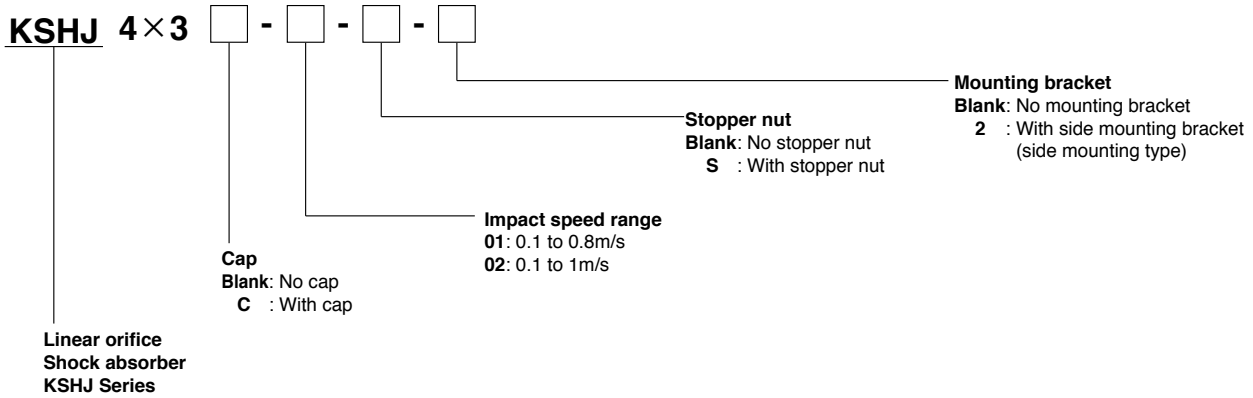 KSHJ 4×3 □ - □ - □ - □
Mounting bracket
Blank: No mounting bracket
2 : With side mounting bracket
(side mounting type)
Stopper nut
Blank: No stopper nut
S : With stopper nut
Impact speed range
01: 0.1 to 0.8m/s
02: 0.1 to 1m/s
Cap
Blank: No cap
C : With cap
Linear orifice
Shock absorber
KSHJ Series